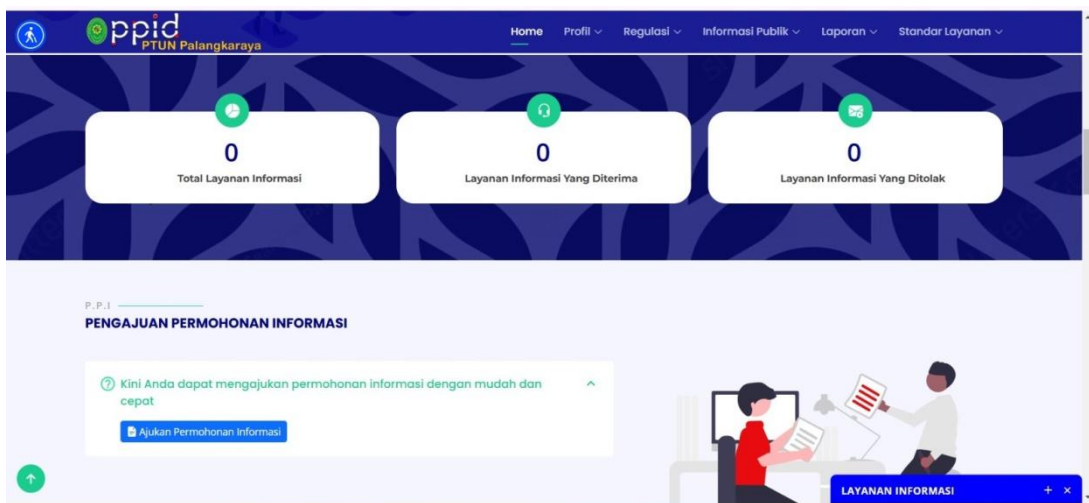 ppid
PTUN Palangkaraya
Home Profil Regulasi Informasi Publik Laporan Standar Layanan
0
Total Layanan Informasi
0
Layanan Informasi Yang Diterima
0
Layanan Informasi Yang Ditolak
P.P.I
PENGAJUAN PERMOHONAN INFORMASI
Kini Anda dapat mengajukan permohonan informasi dengan mudah dan
cepat
Ajukan Permohonan Informasi
LAYANAN INFORMASI + ×